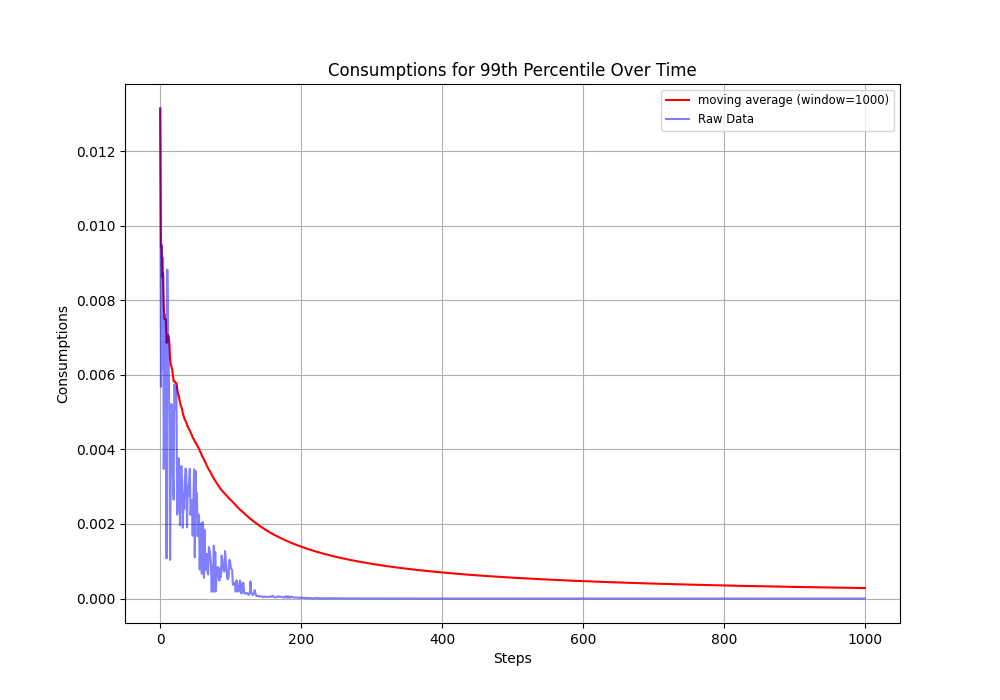 Consumptions for 99th Percentile Over Time
moving average (window=1000)
Raw Data
0.012
0.010
0.008
0.006
0.004
0.002
0.000
Consumptions
0 200 400 600 800 1000
Steps